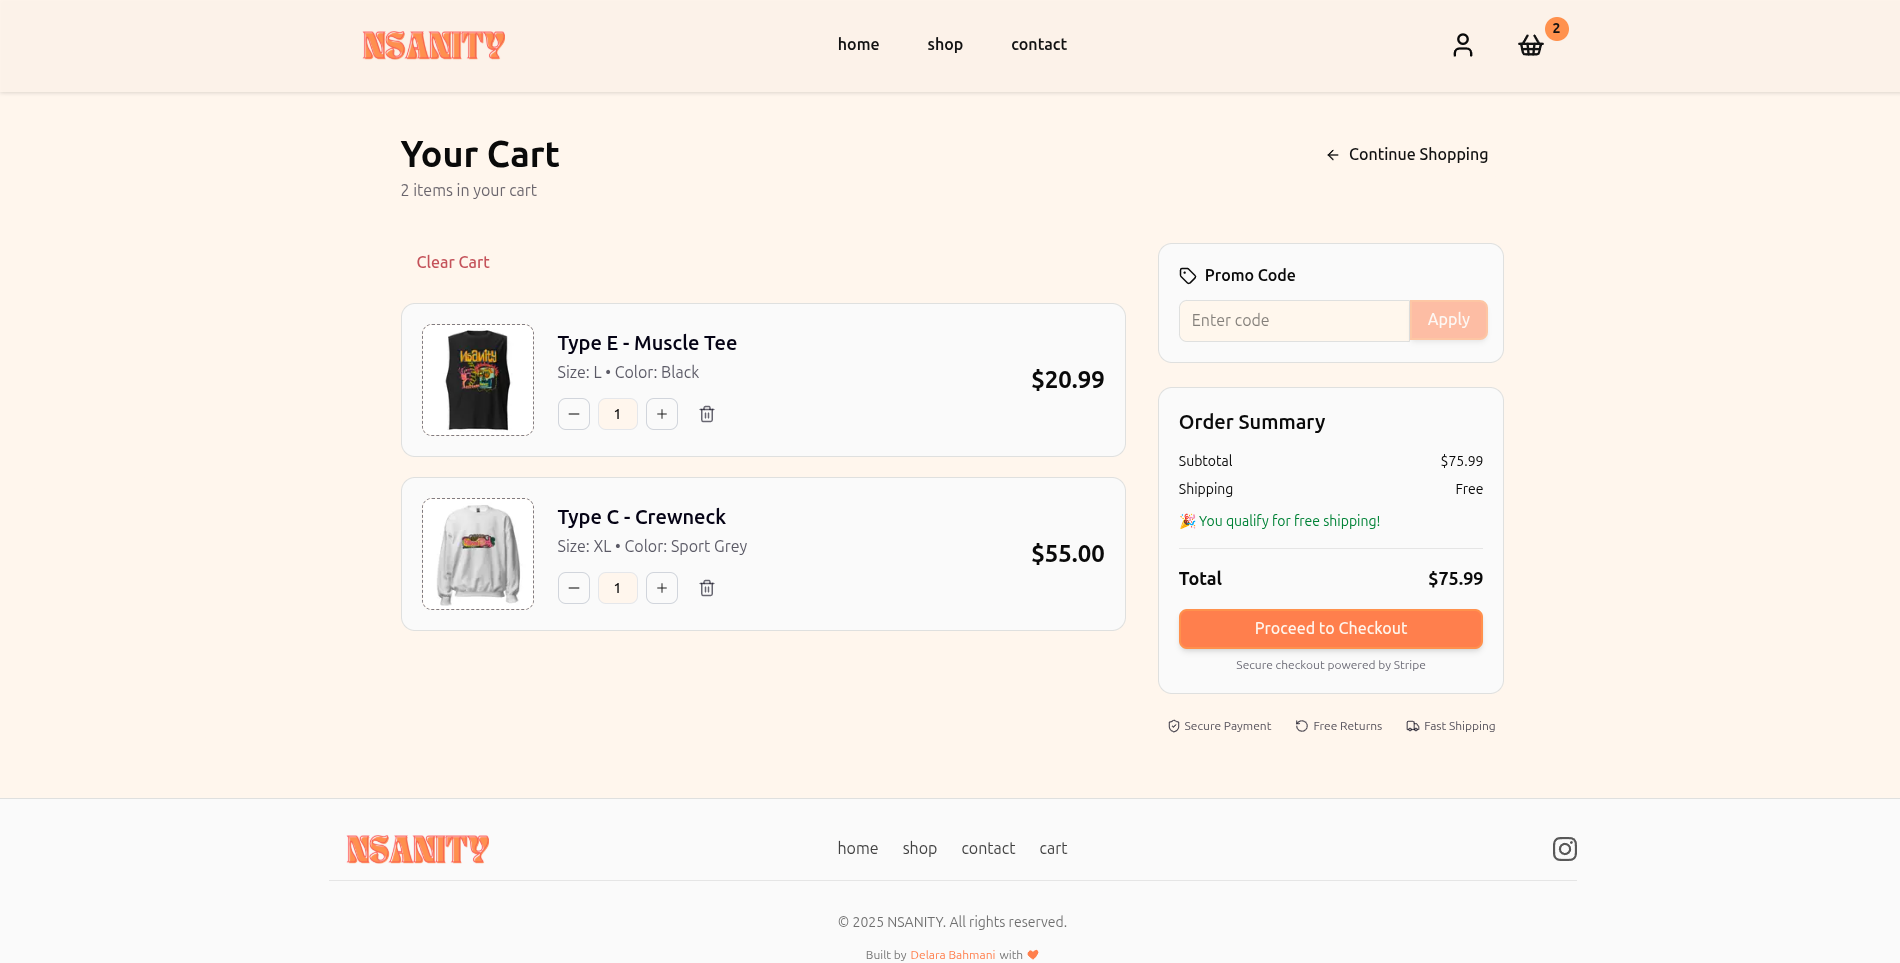 NSANITY
home shop contact
2
Your Cart
← Continue Shopping
2 items in your cart
Clear Cart
Type E - Muscle Tee
Size: L • Color: Black
1
$20.99
Type C - Crewneck
Size: XL • Color: Sport Grey
1
$55.00
Promo Code
Enter code Apply
Order Summary
Subtotal $75.99
Shipping Free
🎉 You qualify for free shipping!
Total $75.99
Proceed to Checkout
Secure checkout powered by Stripe
Secure Payment Free Returns Fast Shipping
NSANITY
home shop contact cart
© 2025 NSANITY. All rights reserved.
Built by Delara Bahmani with 🧡